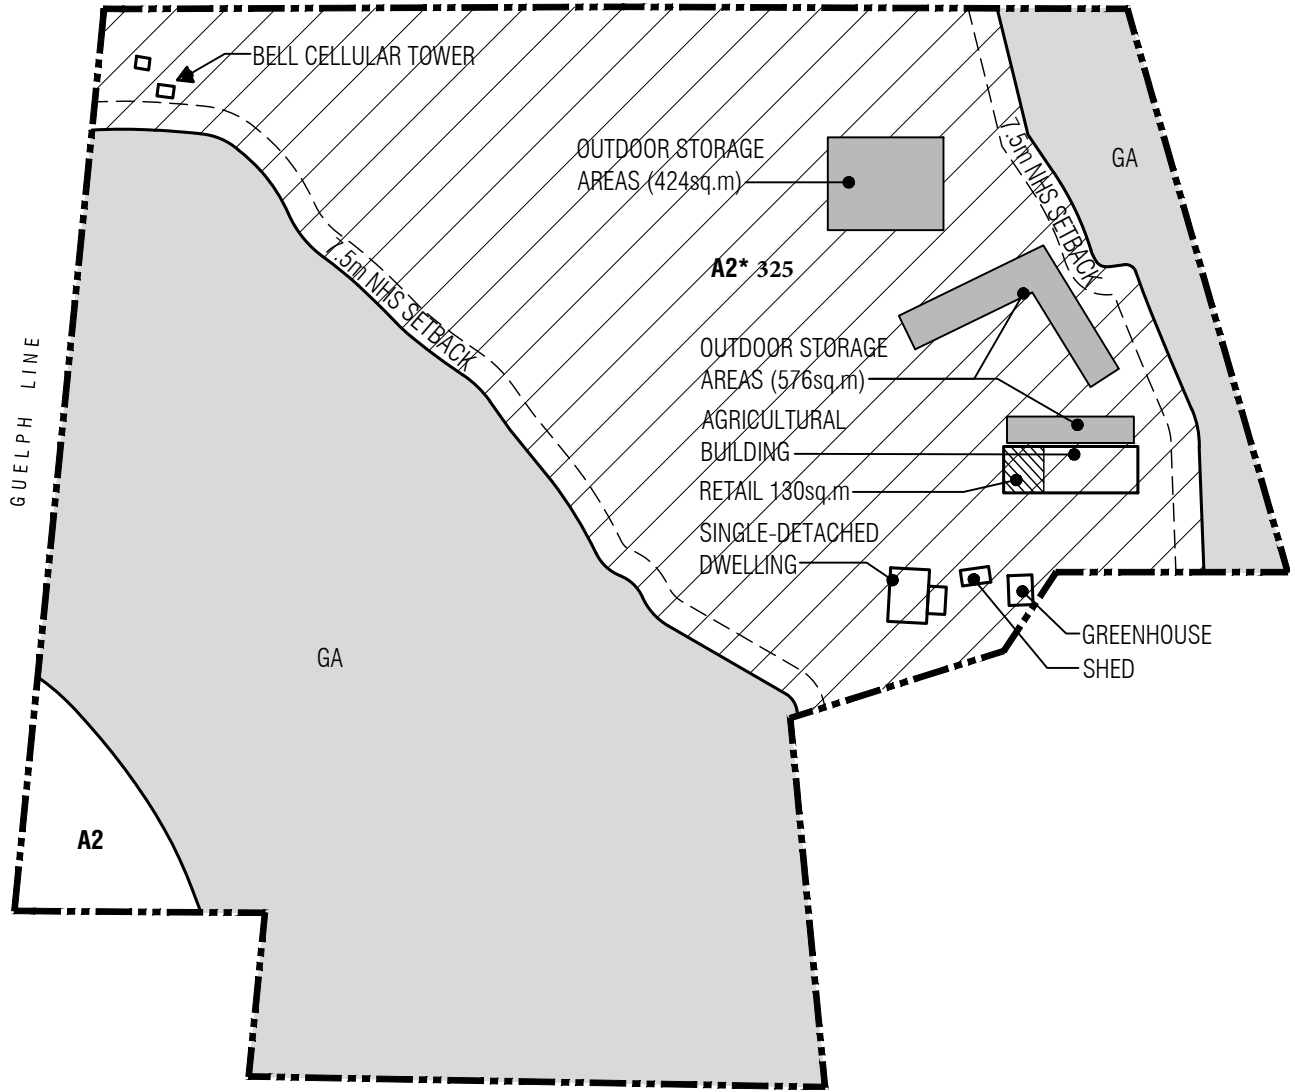 BELL CELLULAR TOWER
OUTDOOR STORAGE
AREAS (424sq.m)
7.5m NHS SETBACK
GA
A2* 325
7.5m NHS SETBACK
GUELPH LINE
OUTDOOR STORAGE
AREAS (576sq.m)
AGRICULTURAL
BUILDING
RETAIL 130sq.m
SINGLE-DETACHED
DWELLING
GREENHOUSE
SHED
GA
A2